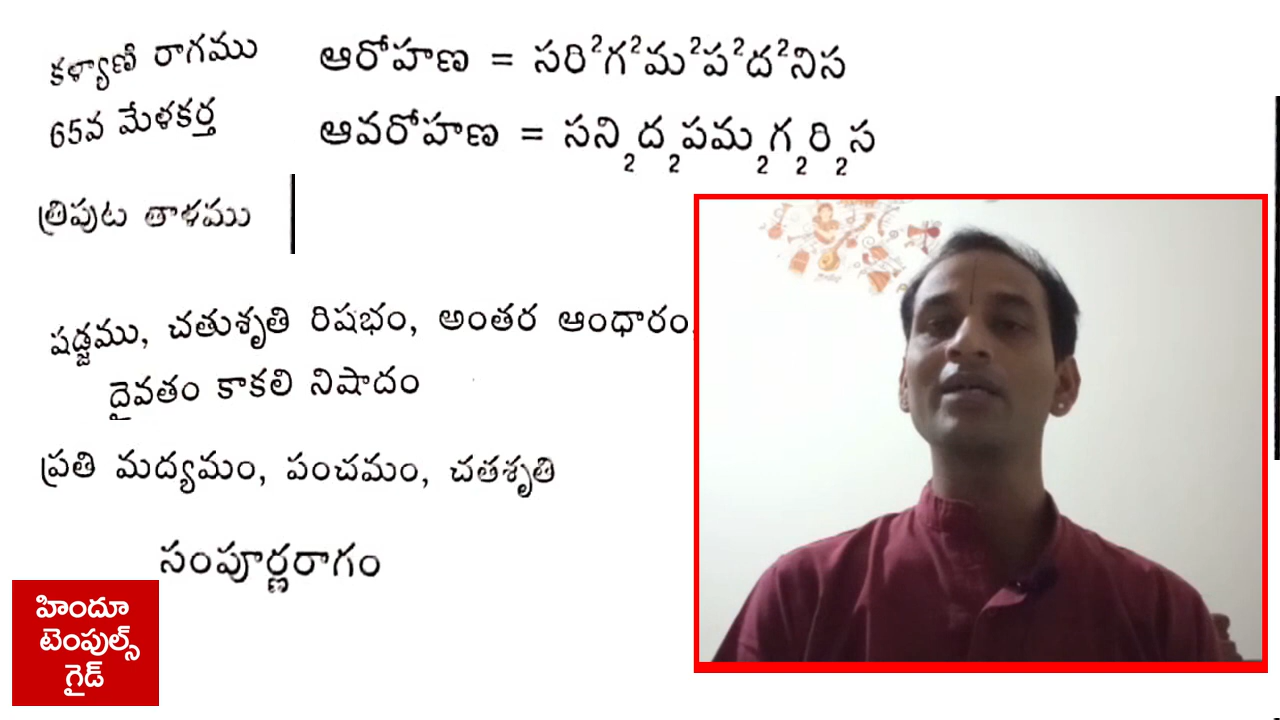 కళ్యాణి రాగము
65వ మేళకర్త
ఆరోహణ = సరి²గ²మ²ప²ద²నిస
ఆవరోహణ = సని₂ద₂పమ₂గ₂రి₂స
త్రిపుట తాళము
షడ్జము, చతుశృతి రిషభం, అంతర ఆంధారం,
దైవతం కాకలి నిషాదం
ప్రతి మద్యమం, పంచమం, చతశృతి
సంపూర్ణరాగం
హిందూ
టెంపుల్స్
గైడ్